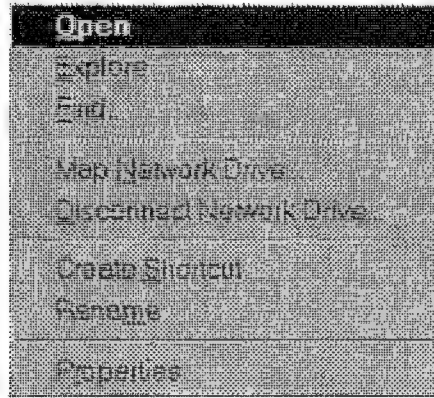 Open
Explore
Find...
Map Network Drive...
Disconnect Network Drive...
Create Shortcut
Rename
Properties